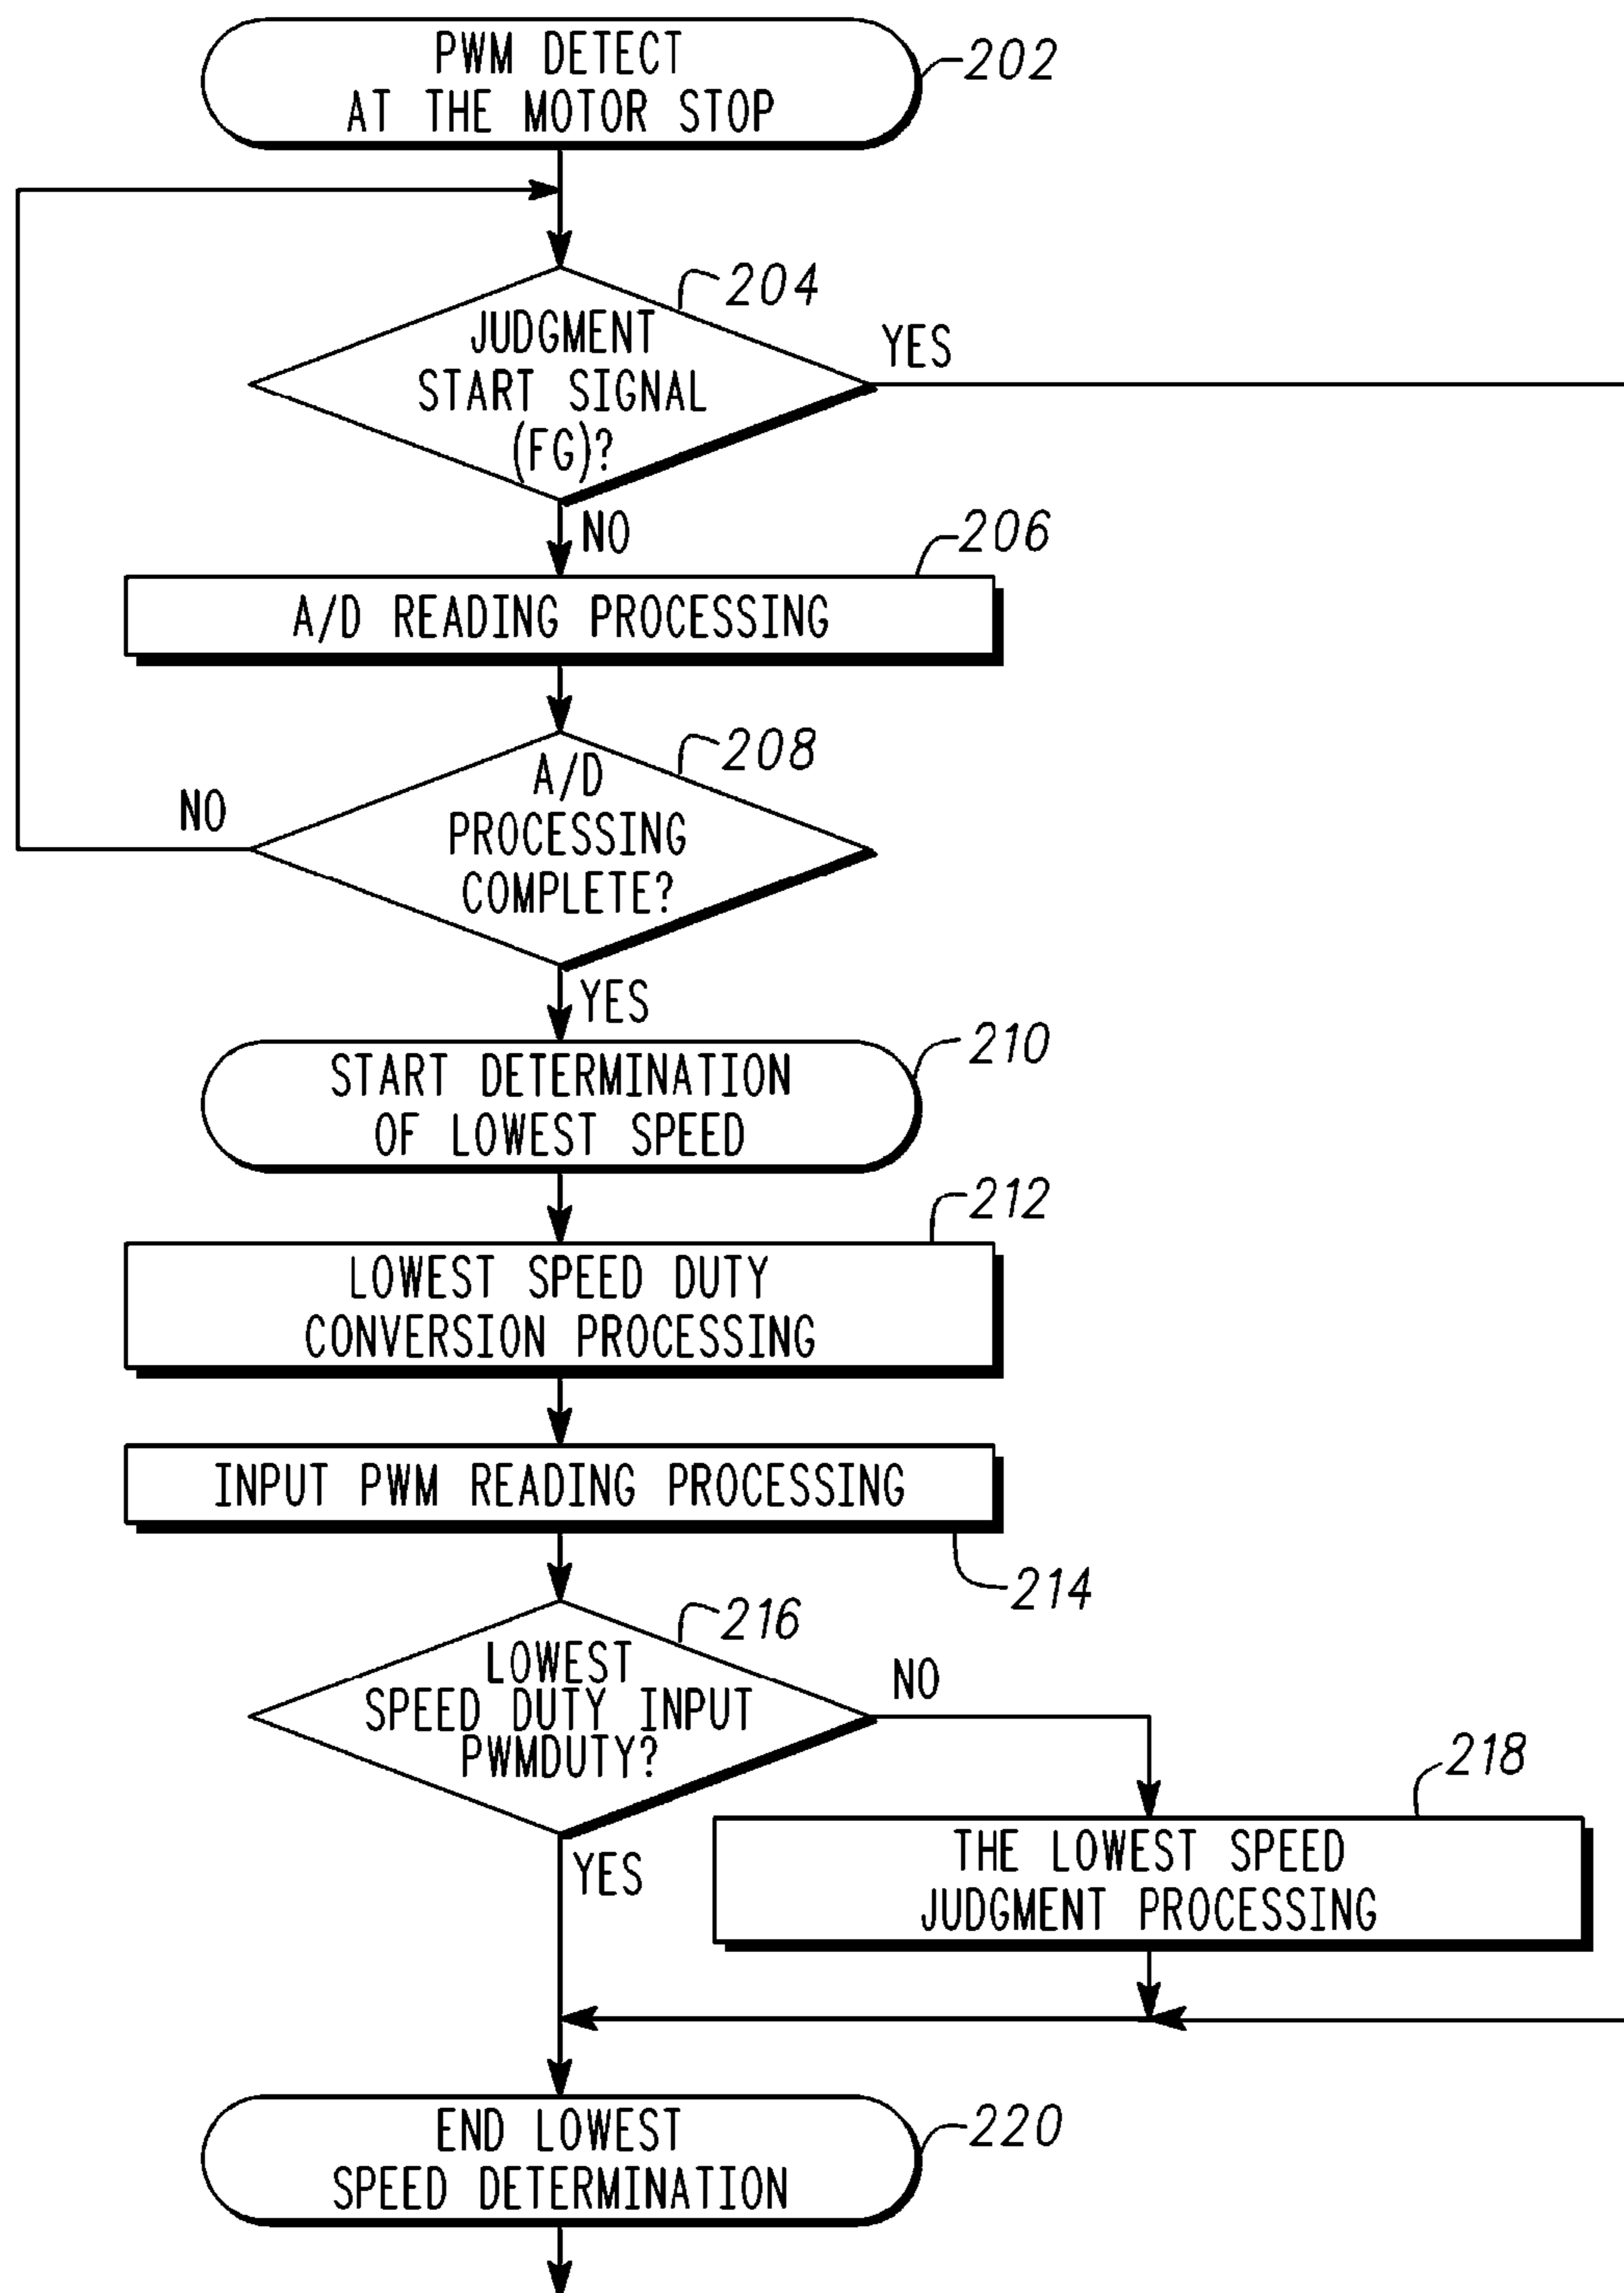 PWM DETECT
AT THE MOTOR STOP
202
204
JUDGMENT
START SIGNAL
(FG)?
YES
NO
206
A/D READING PROCESSING
208
A/D
PROCESSING
COMPLETE?
NO
YES
210
START DETERMINATION
OF LOWEST SPEED
212
LOWEST SPEED DUTY
CONVERSION PROCESSING
INPUT PWM READING PROCESSING
214
216
LOWEST
SPEED DUTY INPUT
PWMDUTY?
NO
YES
218
THE LOWEST SPEED
JUDGMENT PROCESSING
END LOWEST
SPEED DETERMINATION
220